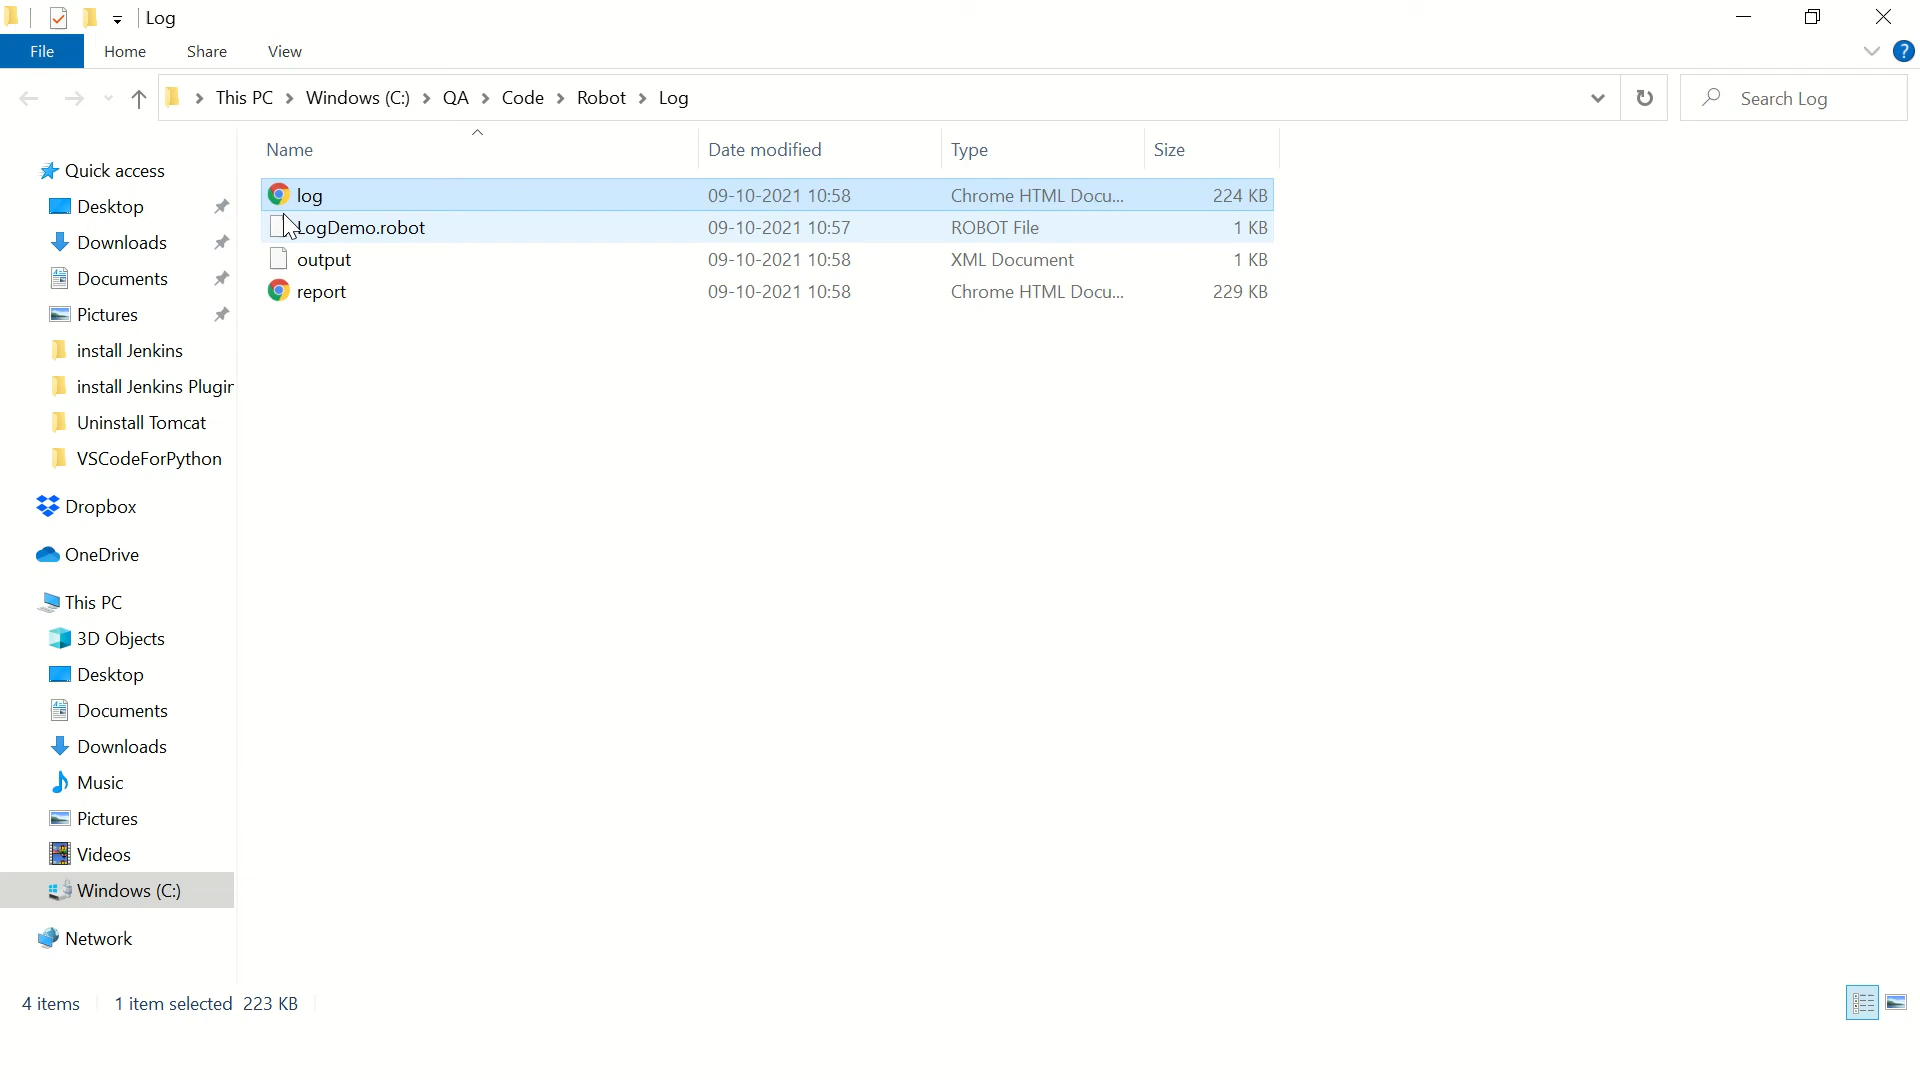 Log
File Home Share View
This PC > Windows (C:) > QA > Code > Robot > Log
Search Log
Name Date modified Type Size
log 09-10-2021 10:58 Chrome HTML Docu... 224 KB
LogDemo.robot 09-10-2021 10:57 ROBOT File 1 KB
output 09-10-2021 10:58 XML Document 1 KB
report 09-10-2021 10:58 Chrome HTML Docu... 229 KB
Quick access
Desktop
Downloads
Documents
Pictures
install Jenkins
install Jenkins Plugin
Uninstall Tomcat
VSCodeForPython
Dropbox
OneDrive
This PC
3D Objects
Desktop
Documents
Downloads
Music
Pictures
Videos
Windows (C:)
Network
4 items 1 item selected 223 KB